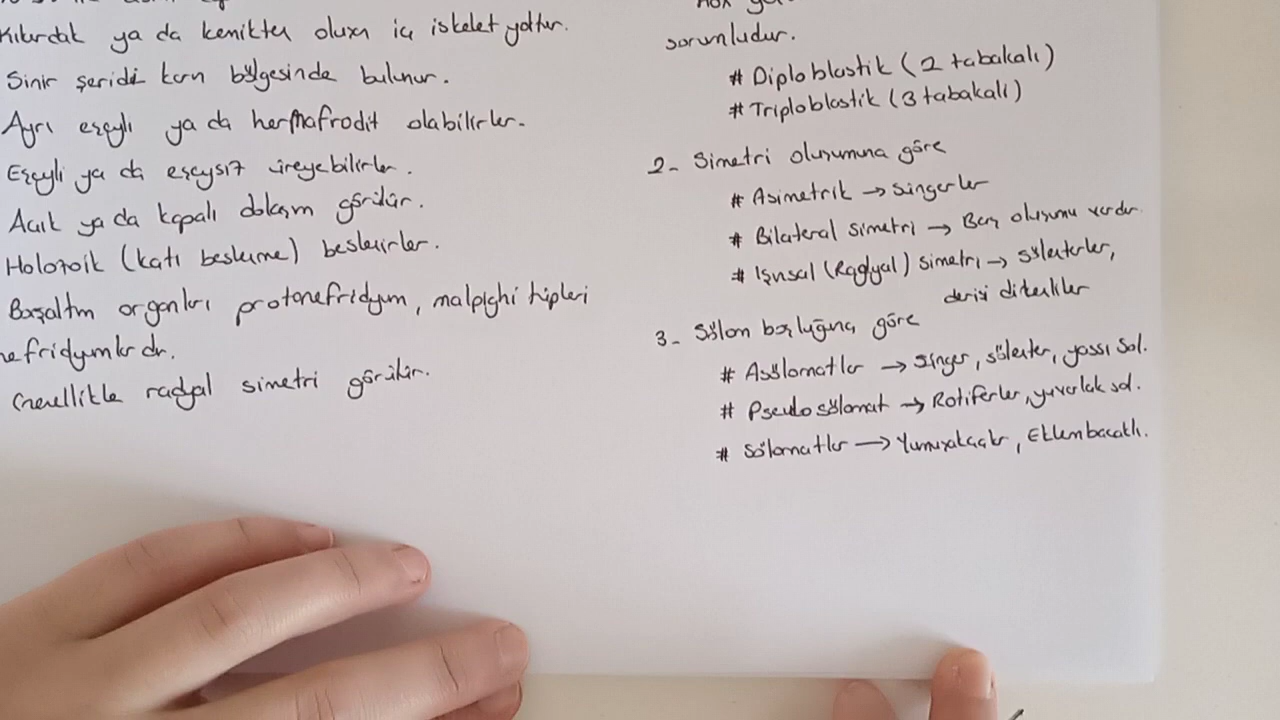 Kıkırdak ya da kemikten oluşan iç iskelet yoktur.
Sinir şeridi karın bölgesinde bulunur.
Ayrı eşeyli ya da hermafrodit olabilirler.
Eşeyli ya da eşeysiz üreyebilirler.
Açık ya da kapalı dolaşım görülür.
Holozoik (katı beslenme) beslenirler.
Boşaltım organları protonefridyum, malpighi tüpleri
nefridyumlardır.
Genellikle radyal simetri görülür.
sorumludur.
# Diploblastik (2 tabakalı)
# Triploblastik (3 tabakalı)
2- Simetri oluşumuna göre
# Asimetrik → süngerler
# Bilateral simetri → Baş oluşumu vardır.
# Işınsal (Radyal) simetri → sölenterler,
derisi dikenliler
3- Sölom boşluğuna göre
# Asölomatlar → sünger, sölenter, yassı sol.
# Pseudosölomat → Rotiferler, yuvarlak sol.
# Sölomatlar → Yumuşakçalar, Eklembacaklı.